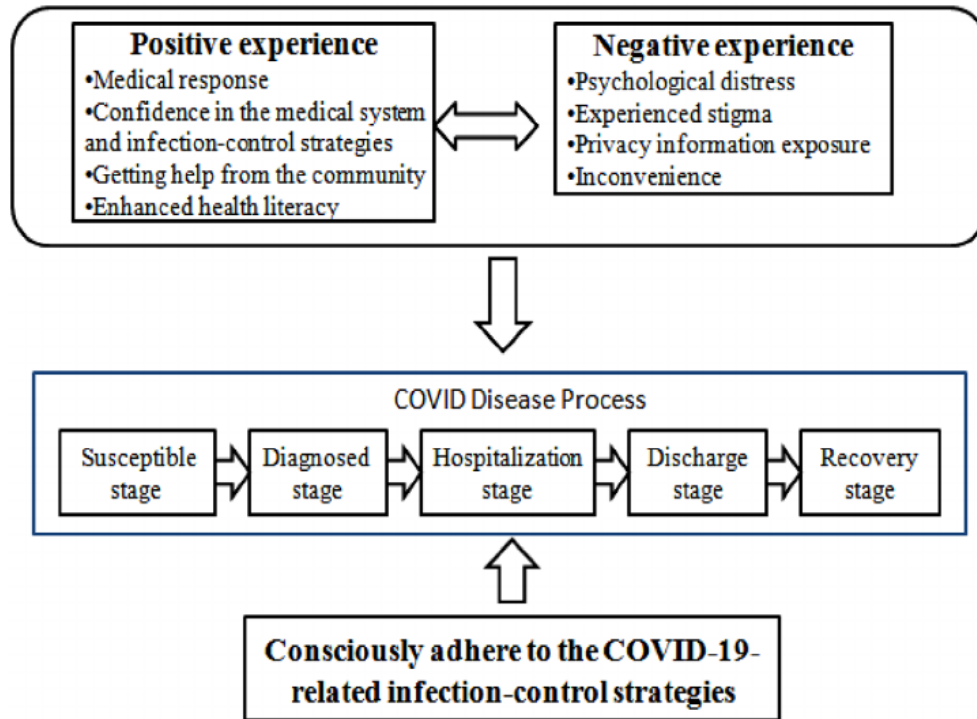 Positive experience
•Medical response
•Confidence in the medical system
and infection-control strategies
•Getting help from the community
•Enhanced health literacy
Negative experience
•Psychological distress
•Experienced stigma
•Privacy information exposure
•Inconvenience
COVID Disease Process
Susceptible
stage
Diagnosed
stage
Hospitalization
stage
Discharge
stage
Recovery
stage
Consciously adhere to the COVID-19-
related infection-control strategies